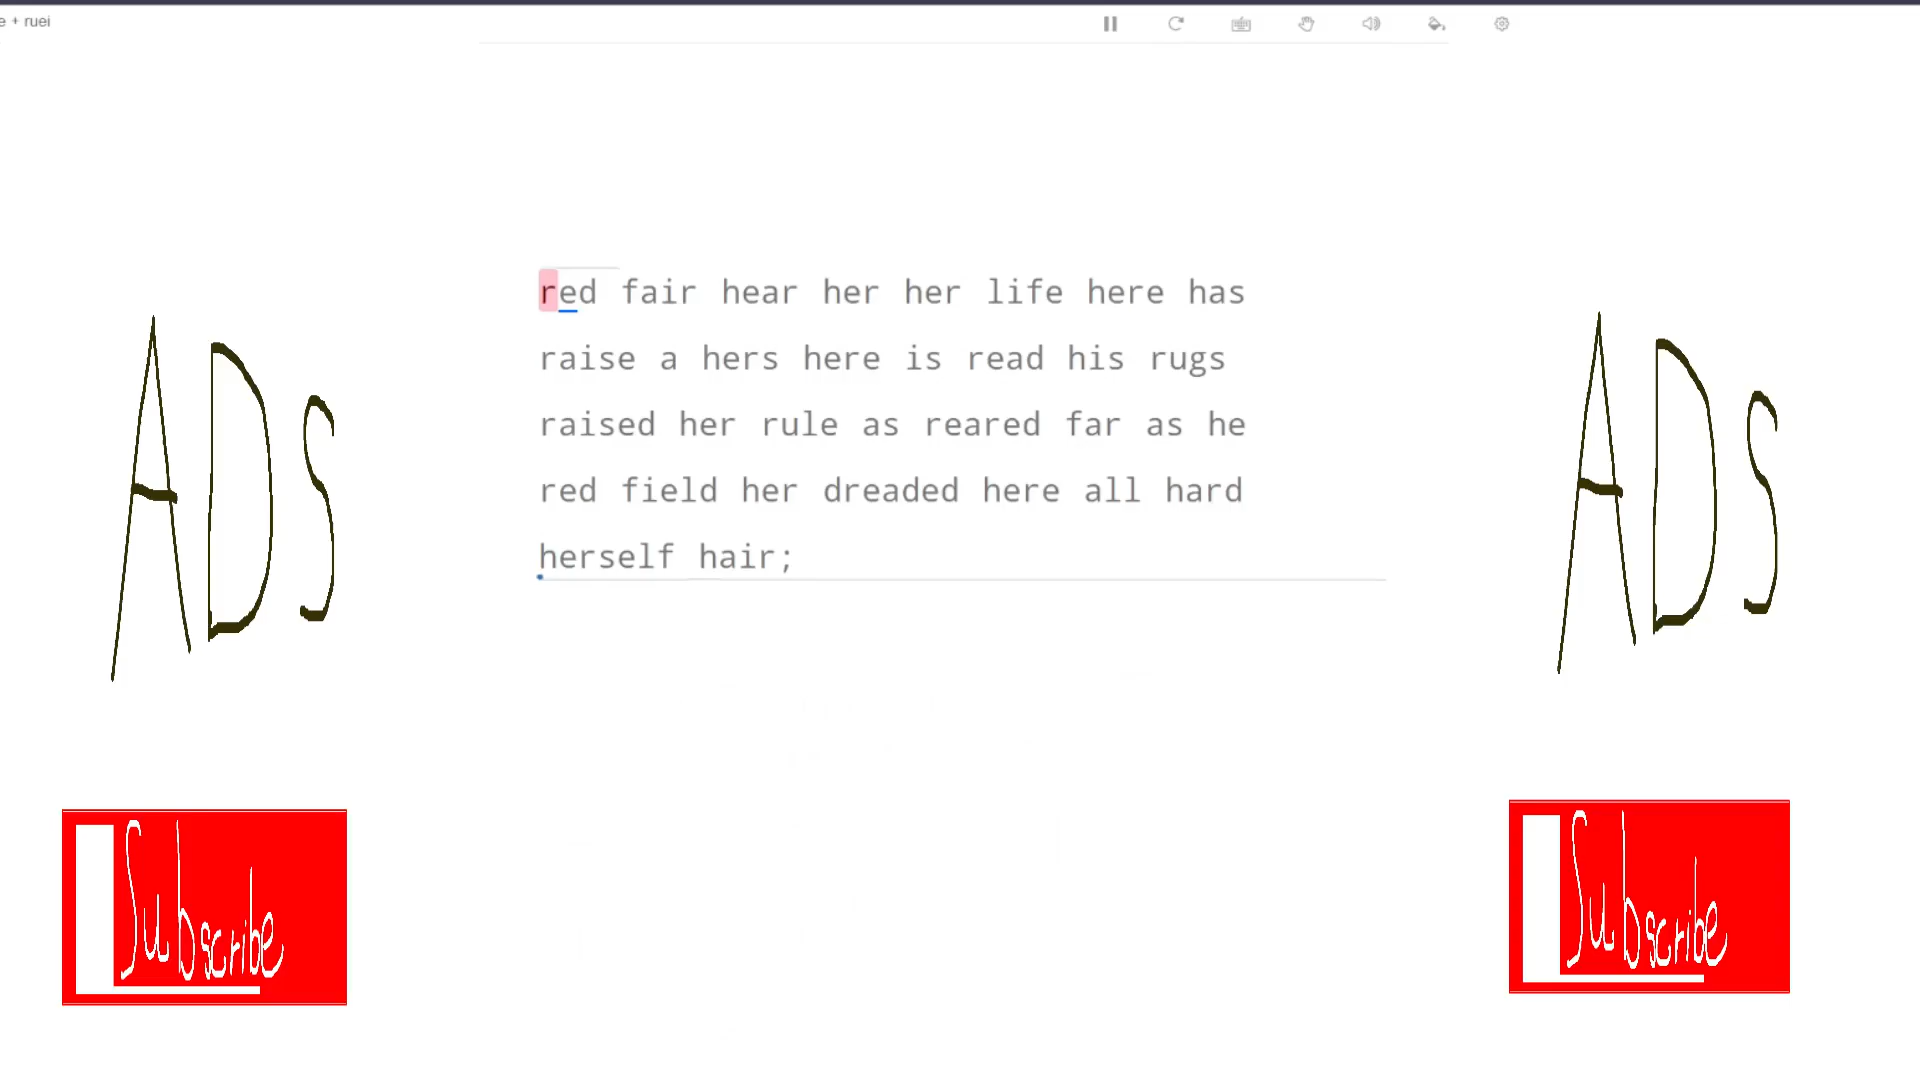 e + ruei
red fair hear her her life here has
raise a hers here is read his rugs
raised her rule as reared far as he
red field her dreaded here all hard
herself hair;
ADS
ADS
Subscribe
Subscribe